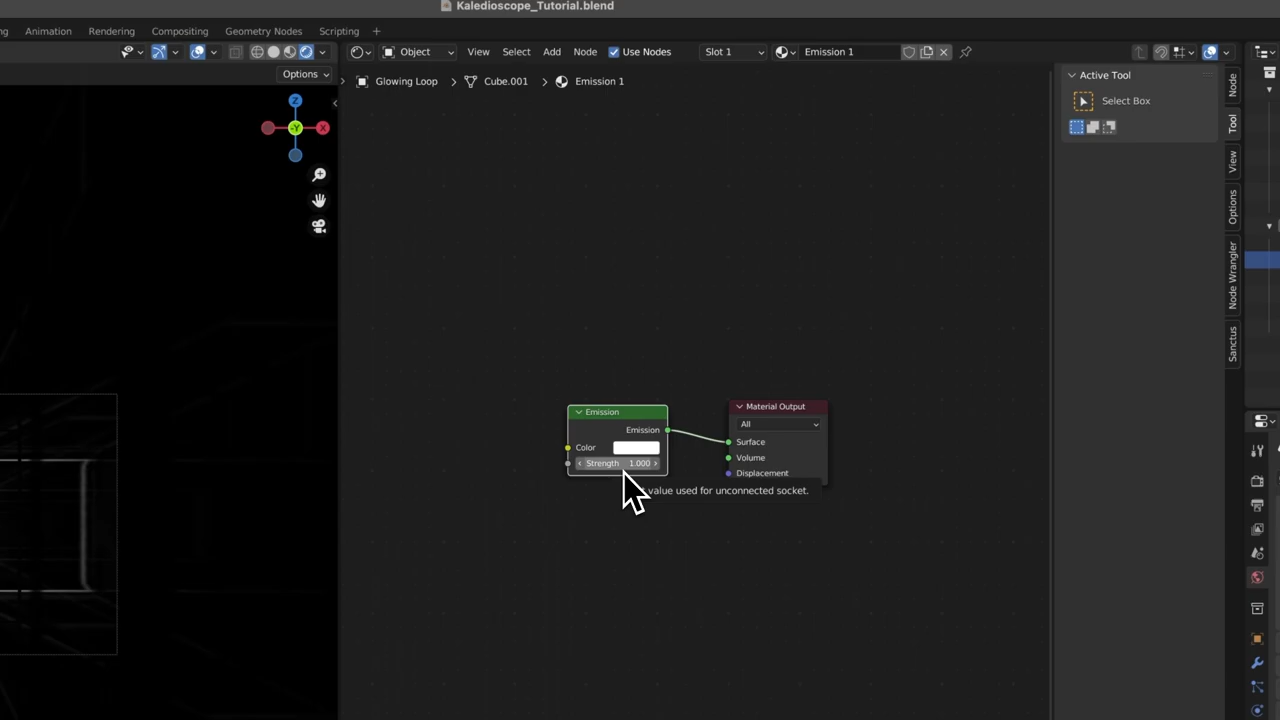 Kaledioscope_Tutorial.blend
Animation Rendering Compositing Geometry Nodes Scripting +
Object View Select Add Node Use Nodes Slot 1 Emission 1
Options
Glowing Loop > Cube.001 > Emission 1
Active Tool
Select Box
Z
-Y X
Node
Tool
View
Options
Node Wrangler
Sanctus
Emission
Emission
Color
Strength 1.000
Material Output
All
Surface
Volume
Displacement
value used for unconnected socket.